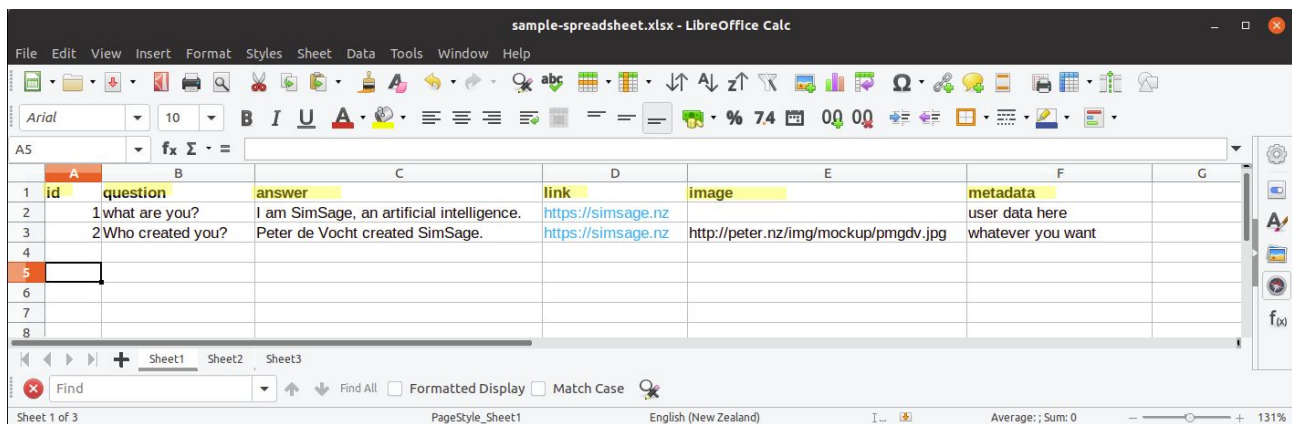 sample-spreadsheet.xlsx - LibreOffice Calc
File Edit View Insert Format Styles Sheet Data Tools Window Help
Arial 10
A5
A B C D E F G
1 id question answer link image metadata
2 1 what are you? I am SimSage, an artificial intelligence. https://simsage.nz user data here
3 2 Who created you? Peter de Vocht created SimSage. https://simsage.nz http://peter.nz/img/mockup/pmgdv.jpg whatever you want
4
5
6
7
8
Sheet1 Sheet2 Sheet3
Find Find All Formatted Display Match Case
Sheet 1 of 3 PageStyle_Sheet1 English (New Zealand) Average: ; Sum: 0 131%